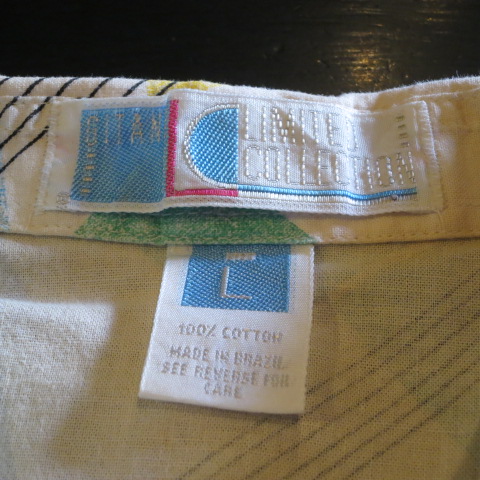 LIMITED
COLLECTION
L
100% COTTON
MADE IN BRAZIL
SEE REVERSE FOR
CARE